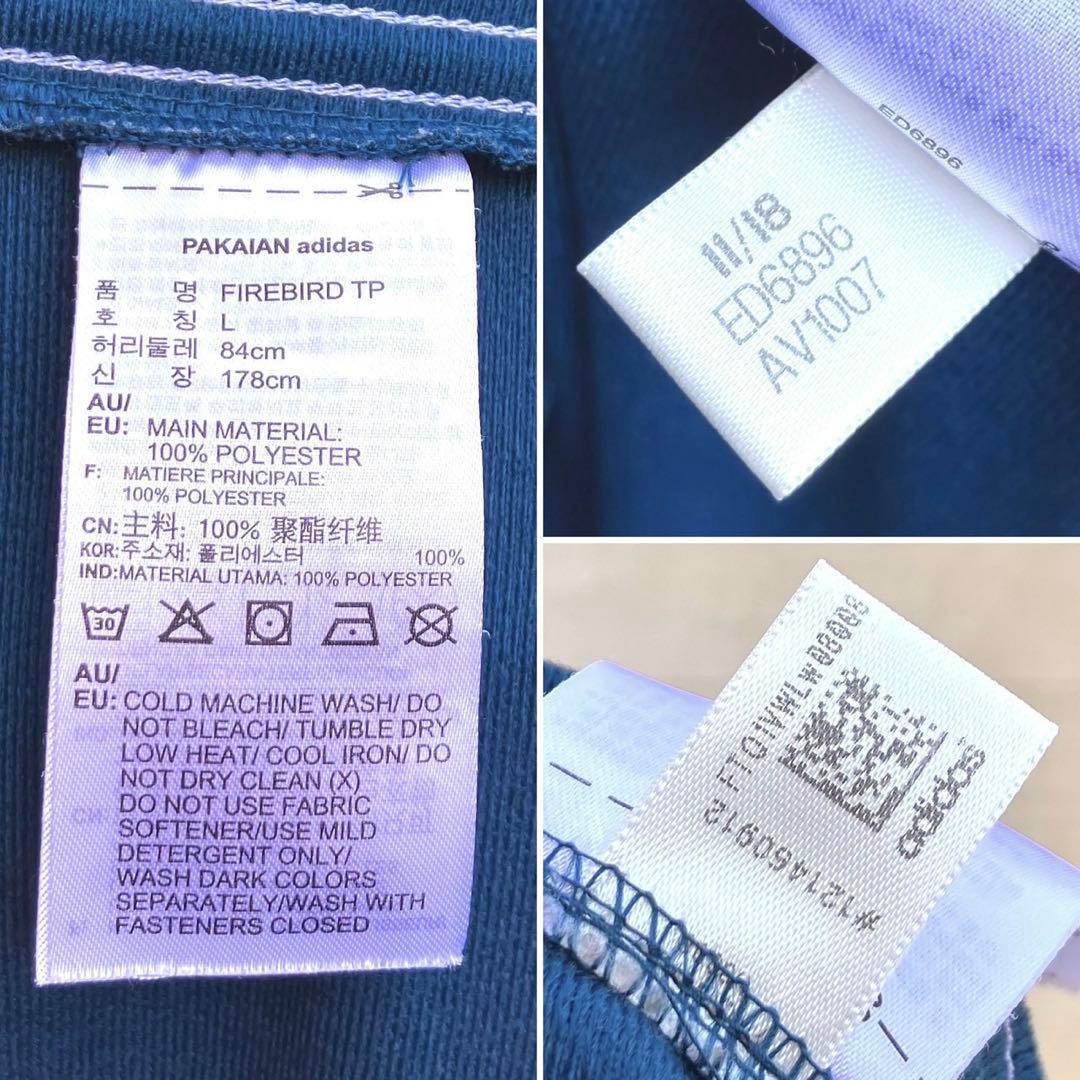 PAKAIAN adidas
품 명 FIREBIRD TP
호 칭 L
허리둘레 84cm
신 장 178cm
AU/
EU: MAIN MATERIAL:
100% POLYESTER
F: MATIERE PRINCIPALE:
100% POLYESTER
CN: 主料: 100% 聚酯纤维
KOR: 주소재: 폴리에스터 100%
IND: MATERIAL UTAMA: 100% POLYESTER
30
AU/
EU: COLD MACHINE WASH/ DO
NOT BLEACH/ TUMBLE DRY
LOW HEAT/ COOL IRON/ DO
NOT DRY CLEAN (X)
DO NOT USE FABRIC
SOFTENER/USE MILD
DETERGENT ONLY/
WASH DARK COLORS
SEPARATELY/WASH WITH
FASTENERS CLOSED
ED6896
11/18
ED6896
AV1007
adidas
#121460912